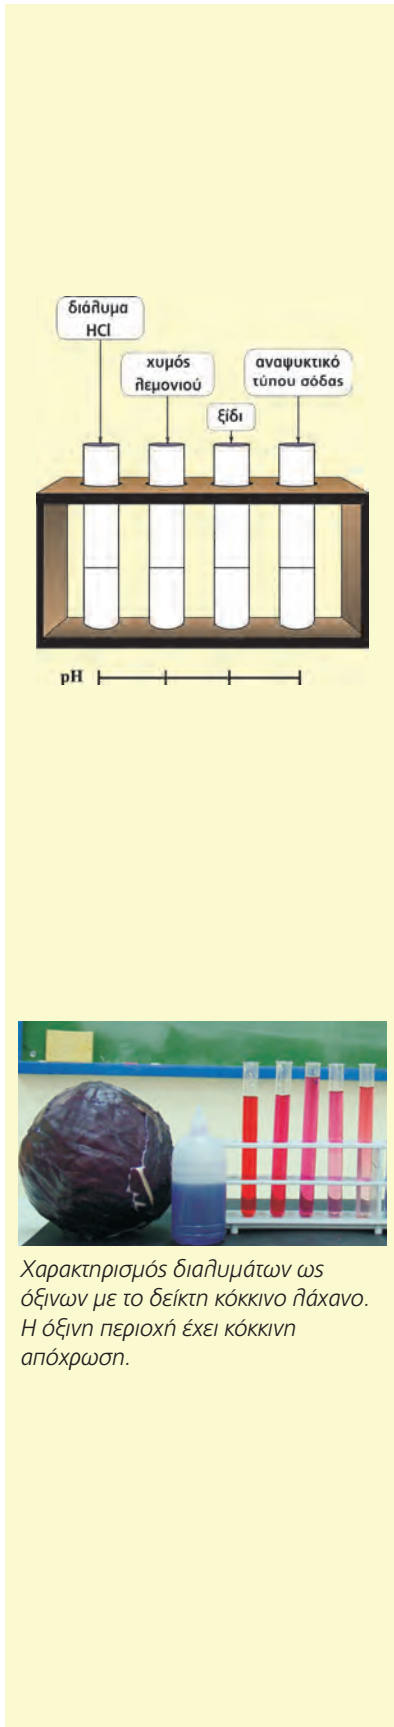 διάλυμα
HCl
χυμός
λεμονιού
ξίδι
αναψυκτικό
τύπου σόδας
pH
Χαρακτηρισμός διαλυμάτων ως
όξινων με το δείκτη κόκκινο λάχανο.
Η όξινη περιοχή έχει κόκκινη
απόχρωση.